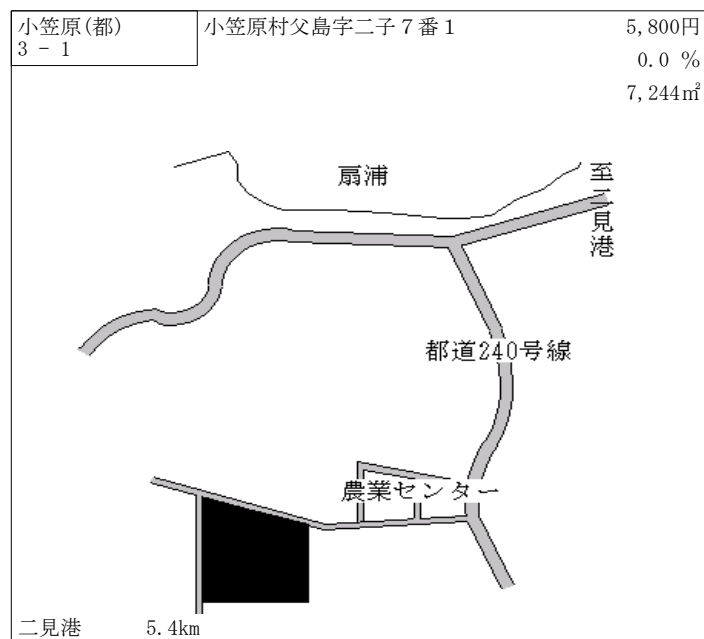 小笠原(都)
3 - 1
小笠原村父島字二子７番１
5,800円
0.0 %
7,244㎡
扇浦
至二見港
都道240号線
農業センター
二見港 5.4km